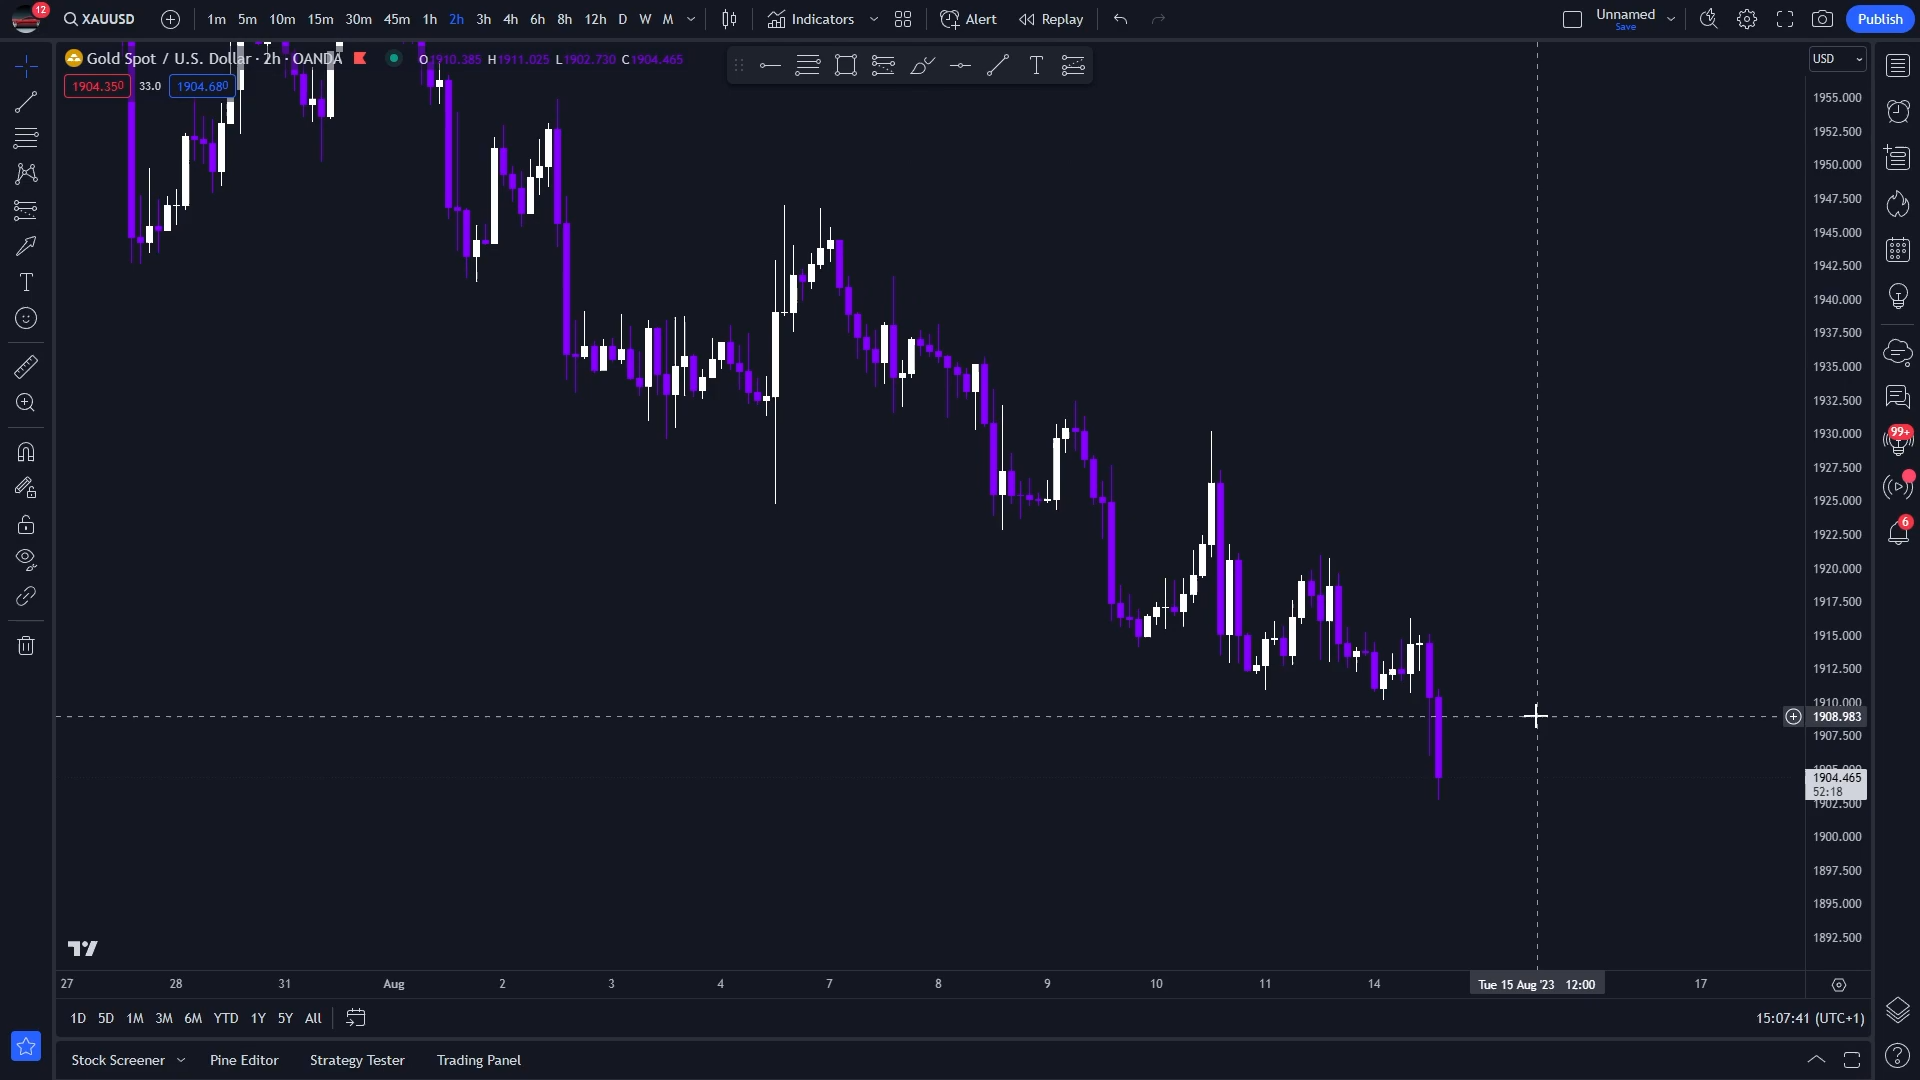 12
XAUUSD
1m 5m 10m 15m 30m 45m 1h 2h 3h 4h 6h 8h 12h D W M
Indicators
Alert
Replay
Unnamed
Save
Publish
Gold Spot / U.S. Dollar · 2h · OANDA
O1910.385 H1911.025 L1902.730 C1904.465
1904.350 33.0 1904.680
USD
1955.000
1952.500
1950.000
1947.500
1945.000
1942.500
1940.000
1937.500
1935.000
1932.500
1930.000
1927.500
1925.000
1922.500
1920.000
1917.500
1915.000
1912.500
1910.000
1908.983
1907.500
1905.000
1904.465
52:18
1902.500
1900.000
1897.500
1895.000
1892.500
99+
6
27 28 31 Aug 2 3 4 7 8 9 10 11 14 Tue 15 Aug '23 12:00 17
1D 5D 1M 3M 6M YTD 1Y 5Y All
15:07:41 (UTC+1)
Stock Screener Pine Editor Strategy Tester Trading Panel